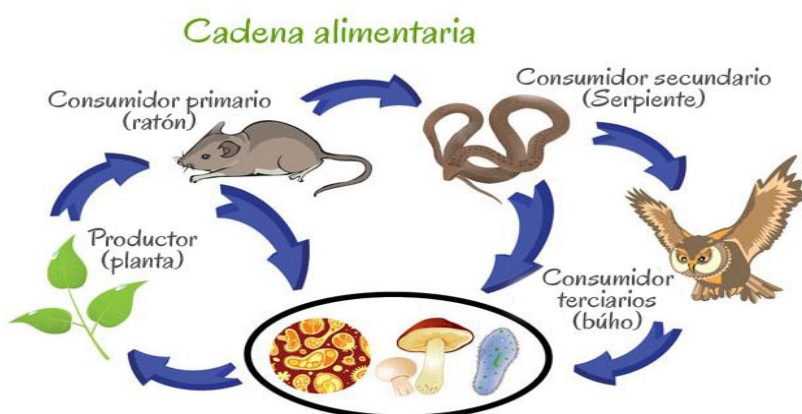 Cadena alimentaria
Consumidor primario
(ratón)
Consumidor secundario
(Serpiente)
Productor
(planta)
Consumidor
terciarios
(búho)